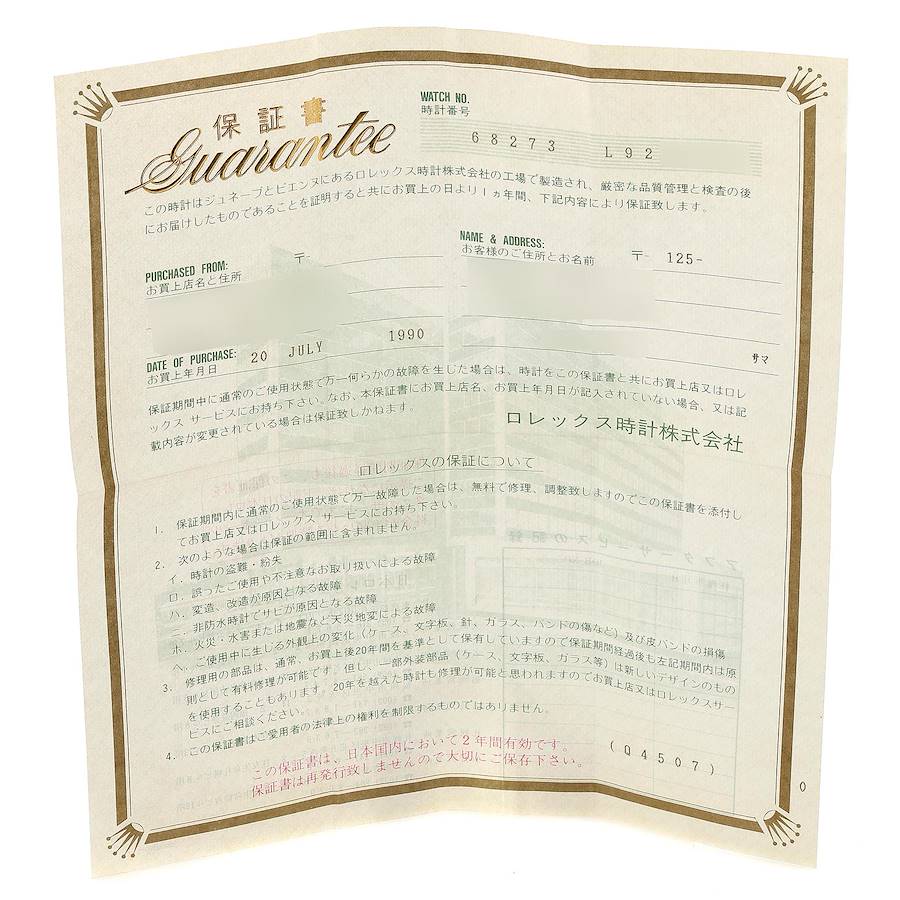 保証書
Guarantee
WATCH NO.
時計番号
68273 L92
この時計はジュネーブとビエンヌにあるロレックス時計株式会社の工場で製造され、厳密な品質管理と検査の後
にお届けしたものであることを証明すると共にお買上の日より1ヵ年間、下記内容により保証致します。
PURCHASED FROM:
お買上店名と住所
〒
NAME & ADDRESS:
お客様のご住所とお名前
〒 125-
サマ
DATE OF PURCHASE: 20 JULY 1990
お買上年月日
保証期間中に通常のご使用状態で万一何らかの故障を生じた場合は、時計をこの保証書と共にお買上店又はロレ
ックス サービスにお持ち下さい。なお、本保証書にお買上店名、お買上年月日が記入されていない場合、又は記
載内容が変更されている場合は保証致しかねます。
ロレックス時計株式会社
ロレックスの保証について
1. 保証期間内に通常のご使用状態で万一故障した場合は、無料で修理、調整致しますのでこの保証書を添付し
てお買上店又はロレックス サービスにお持ち下さい。
2. 次のような場合は保証の範囲に含まれません。
イ. 時計の盗難・紛失
ロ. 誤ったご使用や不注意なお取り扱いによる故障
ハ. 変造、改造が原因となる故障
ニ. 非防水時計でサビが原因となる故障
ホ. 火災・水害または地震など天災地変による故障
ヘ. ご使用中に生じる外観上の変化（ケース、文字板、針、ガラス、バンドの傷など）及び皮バンドの損傷
3. 修理用の部品は、通常、お買上後20年間を基準として保有していますので保証期間経過後も左記期間内は原
則として有料修理が可能です。但し、一部外装部品（ケース、文字板、ガラス等）は新しいデザインのもの
を使用することもあります。20年を越えた時計も修理が可能と思われますのでお買上店又はロレックスサー
ビスにご相談ください。
4. この保証書はご愛用者の法律上の権利を制限するものではありません。
この保証書は、日本国内において2年間有効です。
保証書は再発行致しませんので大切にご保存下さい。
(Q4507)
0